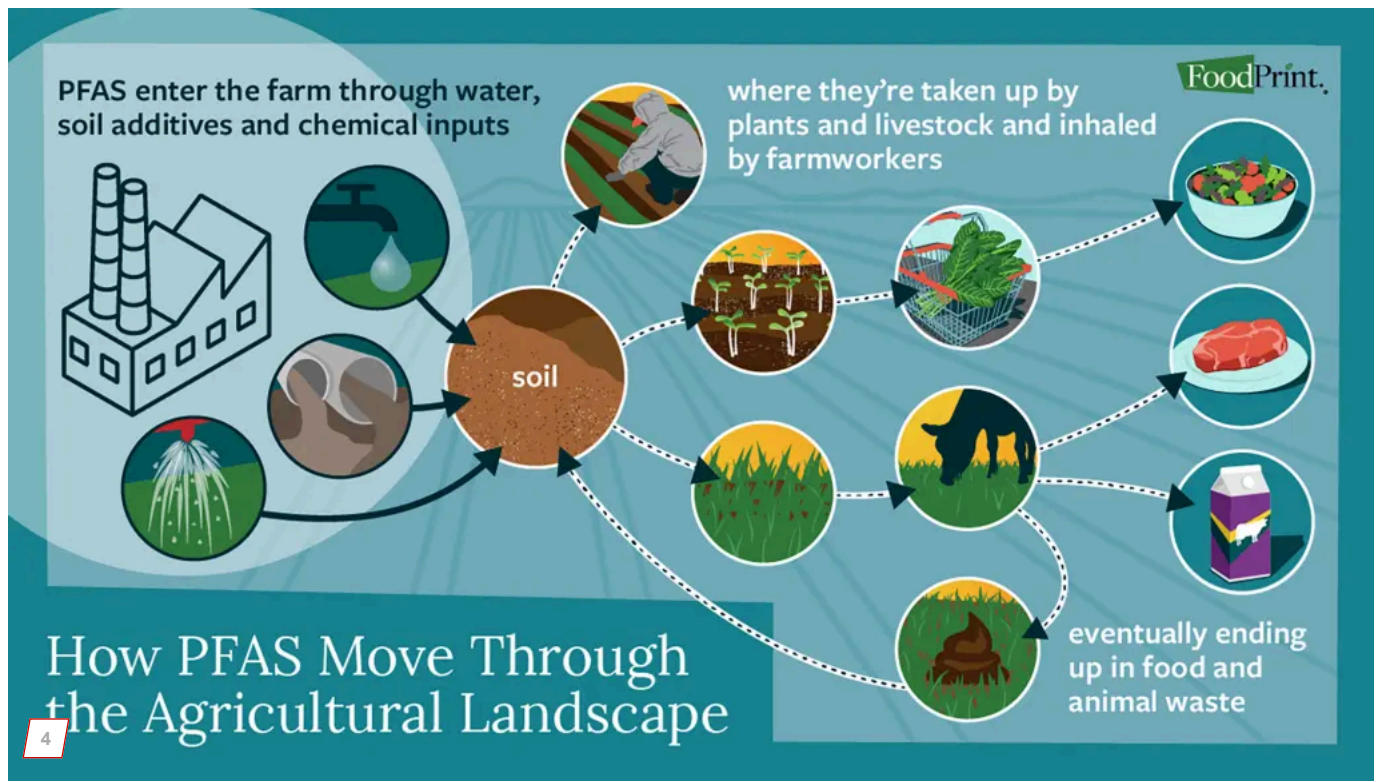 PFAS enter the farm through water,
soil additives and chemical inputs
where they're taken up by
plants and livestock and inhaled
by farmworkers
FoodPrint.
soil
eventually ending
up in food and
animal waste
How PFAS Move Through
the Agricultural Landscape
4